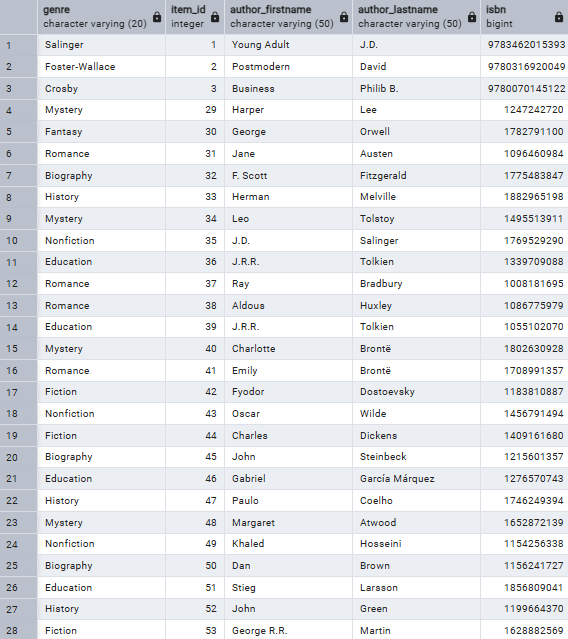 genre item_id author_firstname author_lastname isbn
character varying (20) integer character varying (50) character varying (50) bigint
1 Salinger 1 Young Adult J.D. 9783462015393
2 Foster-Wallace 2 Postmodern David 9780316920049
3 Crosby 3 Business Philib B. 9780070145122
4 Mystery 29 Harper Lee 1247242720
5 Fantasy 30 George Orwell 1782791100
6 Romance 31 Jane Austen 1096460984
7 Biography 32 F. Scott Fitzgerald 1775483847
8 History 33 Herman Melville 1882965198
9 Mystery 34 Leo Tolstoy 1495513911
10 Nonfiction 35 J.D. Salinger 1769529290
11 Education 36 J.R.R. Tolkien 1339709088
12 Romance 37 Ray Bradbury 1008181695
13 Romance 38 Aldous Huxley 1086775979
14 Education 39 J.R.R. Tolkien 1055102070
15 Mystery 40 Charlotte Brontë 1802630928
16 Romance 41 Emily Brontë 1708991357
17 Fiction 42 Fyodor Dostoevsky 1183810887
18 Nonfiction 43 Oscar Wilde 1456791494
19 Fiction 44 Charles Dickens 1409161680
20 Biography 45 John Steinbeck 1215601357
21 Education 46 Gabriel García Márquez 1276570743
22 History 47 Paulo Coelho 1746249394
23 Mystery 48 Margaret Atwood 1652872139
24 Nonfiction 49 Khaled Hosseini 1154256338
25 Biography 50 Dan Brown 1156241727
26 Education 51 Stieg Larsson 1856809041
27 History 52 John Green 1199664370
28 Fiction 53 George R.R. Martin 1628882569